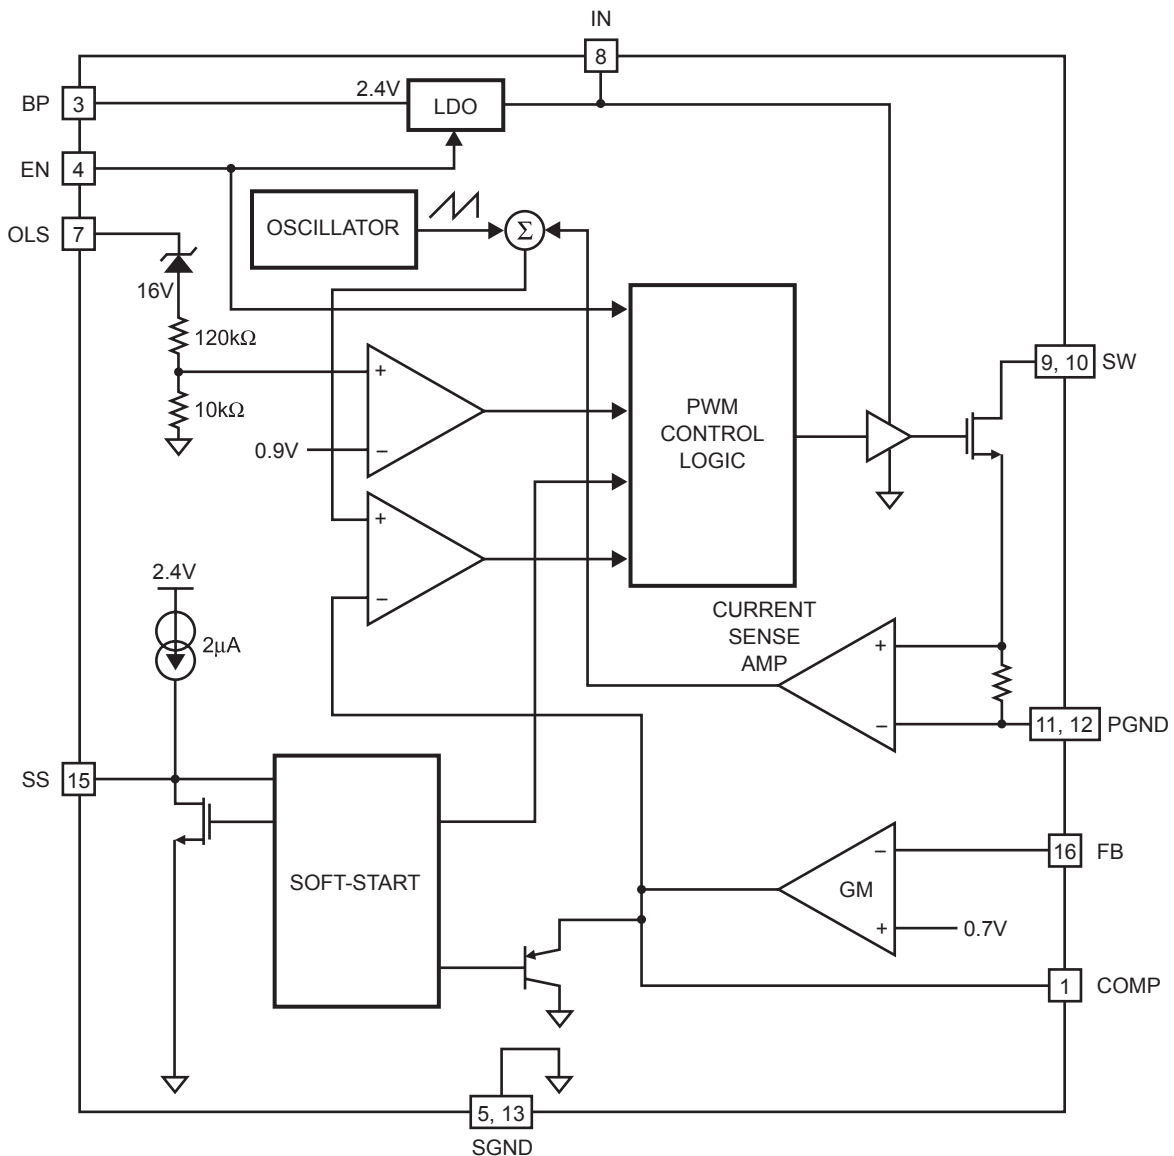 IN
8
BP
3
2.4V
LDO
EN
4
OLS
7
OSCILLATOR
Σ
16V
120kΩ
10kΩ
+
0.9V
−
PWM
CONTROL
LOGIC
9, 10
SW
+
−
2.4V
2μA
CURRENT
SENSE
AMP
+
−
11, 12
PGND
SS
15
SOFT-START
−
16
FB
GM
+
0.7V
1
COMP
5, 13
SGND